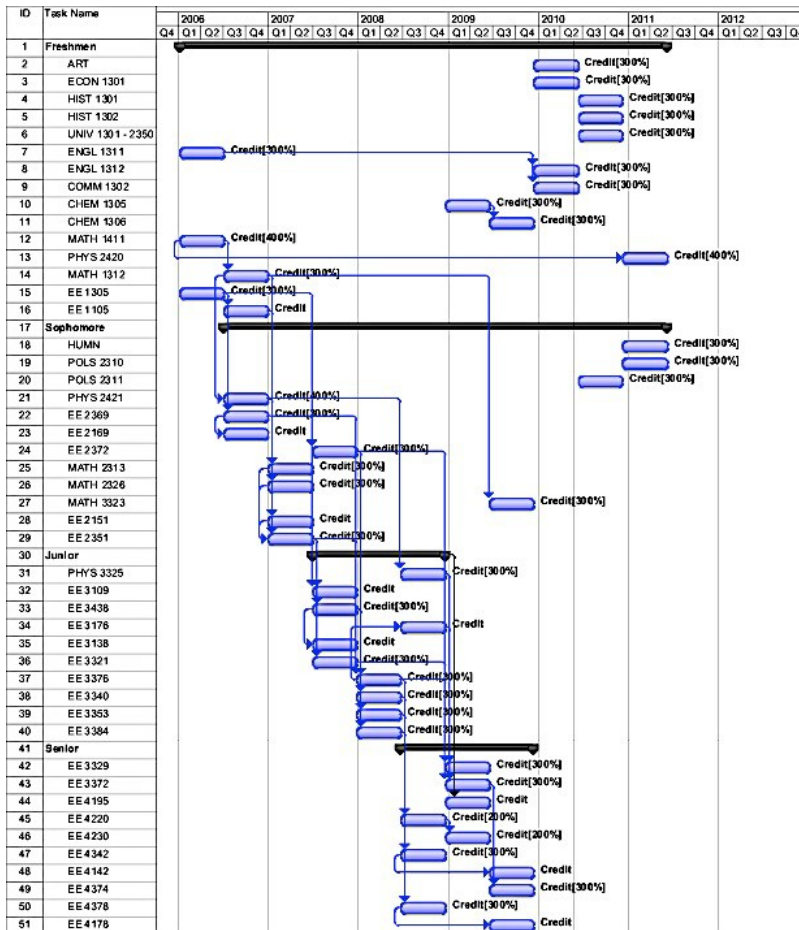 ID Task Name 2006 2007 2008 2009 2010 2011 2012
Q4 Q1 Q2 Q3 Q4 Q1 Q2 Q3 Q4 Q1 Q2 Q3 Q4 Q1 Q2 Q3 Q4 Q1 Q2 Q3 Q4 Q1 Q2 Q3 Q4 Q1 Q2 Q3 Q4
1 Freshmen
2 ART Credit[300%]
3 ECON 1301 Credit[300%]
4 HIST 1301 Credit[300%]
5 HIST 1302 Credit[300%]
6 UNIV 1301 - 2350 Credit[300%]
7 ENGL 1311 Credit[300%]
8 ENGL 1312 Credit[300%]
9 COMM 1302 Credit[300%]
10 CHEM 1305 Credit[300%]
11 CHEM 1306 Credit[300%]
12 MATH 1411 Credit[400%]
13 PHYS 2420 Credit[400%]
14 MATH 1312 Credit[300%]
15 EE 1305 Credit[300%]
16 EE 1105 Credit
17 Sophomore
18 HUMN Credit[300%]
19 POLS 2310 Credit[300%]
20 POLS 2311 Credit[300%]
21 PHYS 2421 Credit[400%]
22 EE 2369 Credit[300%]
23 EE 2169 Credit
24 EE 2372 Credit[300%]
25 MATH 2313 Credit[300%]
26 MATH 2326 Credit[300%]
27 MATH 3323 Credit[300%]
28 EE 2151 Credit
29 EE 2351 Credit[300%]
30 Junior
31 PHYS 3325 Credit[300%]
32 EE 3109 Credit
33 EE 3438 Credit[300%]
34 EE 3176 Credit
35 EE 3138 Credit
36 EE 3321 Credit[300%]
37 EE 3376 Credit[300%]
38 EE 3340 Credit[300%]
39 EE 3353 Credit[300%]
40 EE 3384 Credit[300%]
41 Senior
42 EE 3329 Credit[300%]
43 EE 3372 Credit[300%]
44 EE 4195 Credit
45 EE 4220 Credit[200%]
46 EE 4230 Credit[200%]
47 EE 4342 Credit[300%]
48 EE 4142 Credit
49 EE 4374 Credit[300%]
50 EE 4378 Credit[300%]
51 EE 4178 Credit